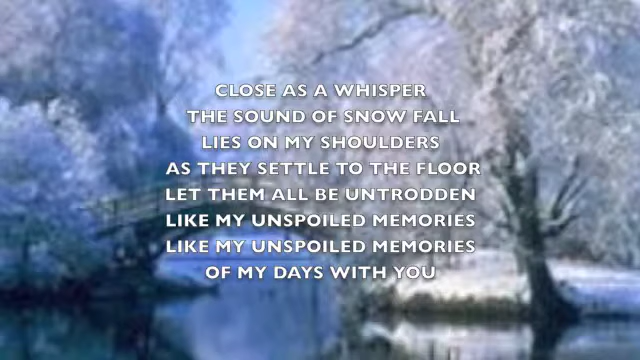 CLOSE AS A WHISPER
THE SOUND OF SNOW FALL
LIES ON MY SHOULDERS
AS THEY SETTLE TO THE FLOOR
LET THEM ALL BE UNTRODDEN
LIKE MY UNSPOILED MEMORIES
LIKE MY UNSPOILED MEMORIES
OF MY DAYS WITH YOU